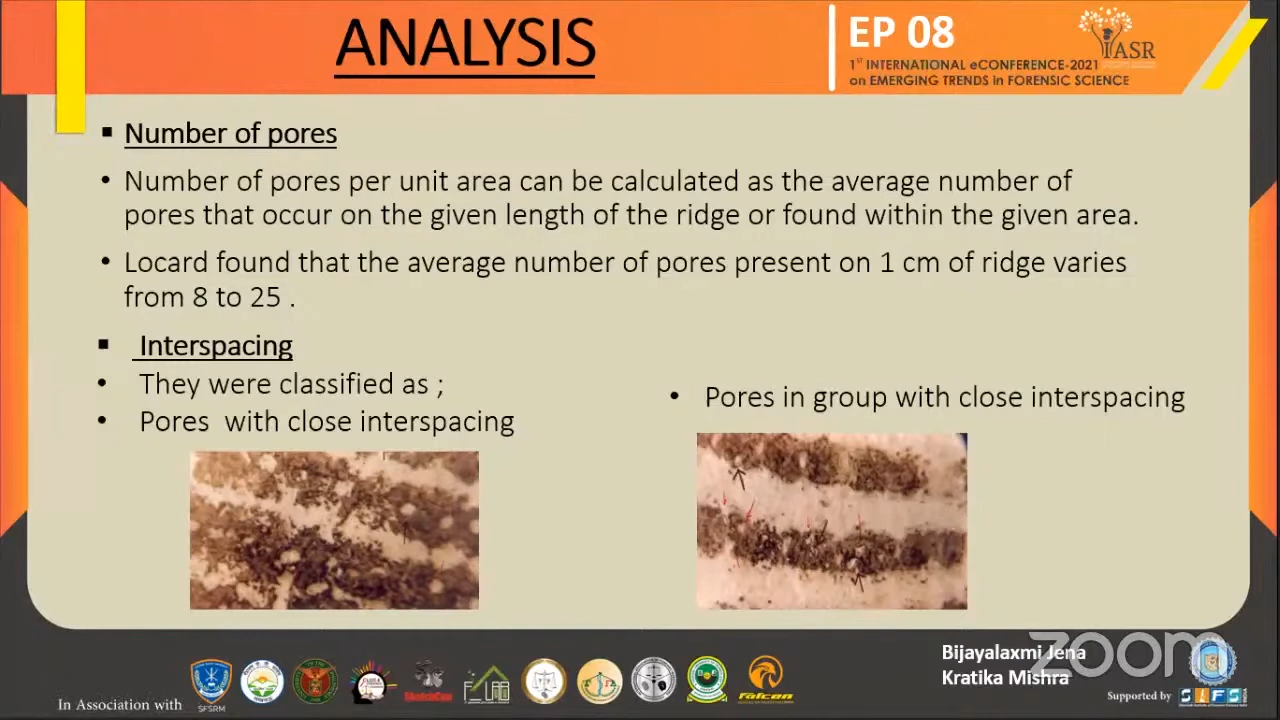 ANALYSIS
EP 08
IASR
1ST INTERNATIONAL eCONFERENCE-2021
on EMERGING TRENDS in FORENSIC SCIENCE
▪ Number of pores
• Number of pores per unit area can be calculated as the average number of
pores that occur on the given length of the ridge or found within the given area.
• Locard found that the average number of pores present on 1 cm of ridge varies
from 8 to 25 .
▪ Interspacing
• They were classified as ;
• Pores with close interspacing
• Pores in group with close interspacing
zoom
Bijayalaxmi Jena
Kratika Mishra
In Association with
SFSRM
F LAB
Falcon
Supported by
SIFS